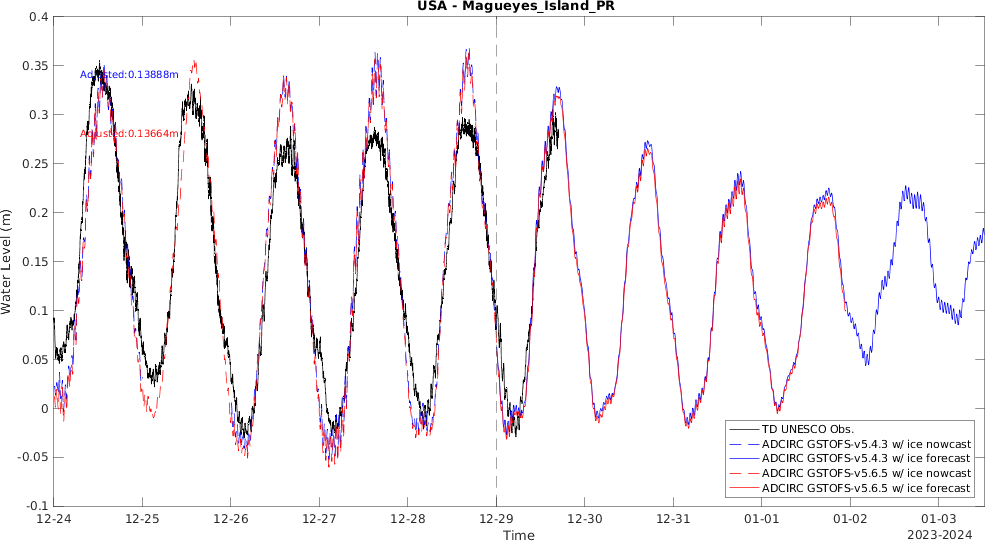 USA - Magueyes_Island_PR
0.4
0.35
0.3
0.25
0.2
0.15
0.1
0.05
0
-0.05
-0.1
Water Level (m)
Adjusted:0.13888m
Adjusted:0.13664m
TD UNESCO Obs.
ADCIRC GSTOFS-v5.4.3 w/ ice nowcast
ADCIRC GSTOFS-v5.4.3 w/ ice forecast
ADCIRC GSTOFS-v5.6.5 w/ ice nowcast
ADCIRC GSTOFS-v5.6.5 w/ ice forecast
12-24 12-25 12-26 12-27 12-28 12-29 12-30 12-31 01-01 01-02 01-03
Time
2023-2024